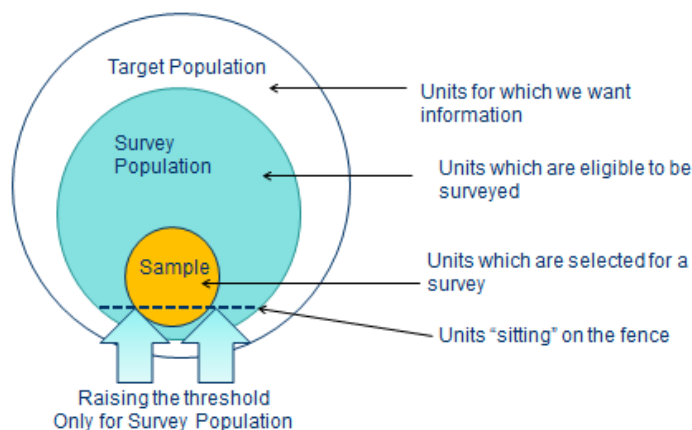 Target Population
Units for which we want
information
Survey
Population
Units which are eligible to be
surveyed
Sample
Units which are selected for a
survey
Units “sitting” on the fence
Raising the threshold
Only for Survey Population